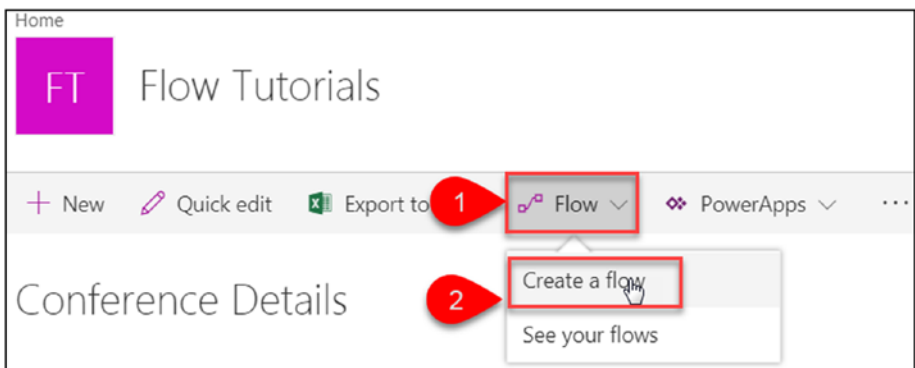 Home
FT Flow Tutorials
+ New Quick edit Export to 1 Flow PowerApps ...
Create a flow
Conference Details 2
See your flows